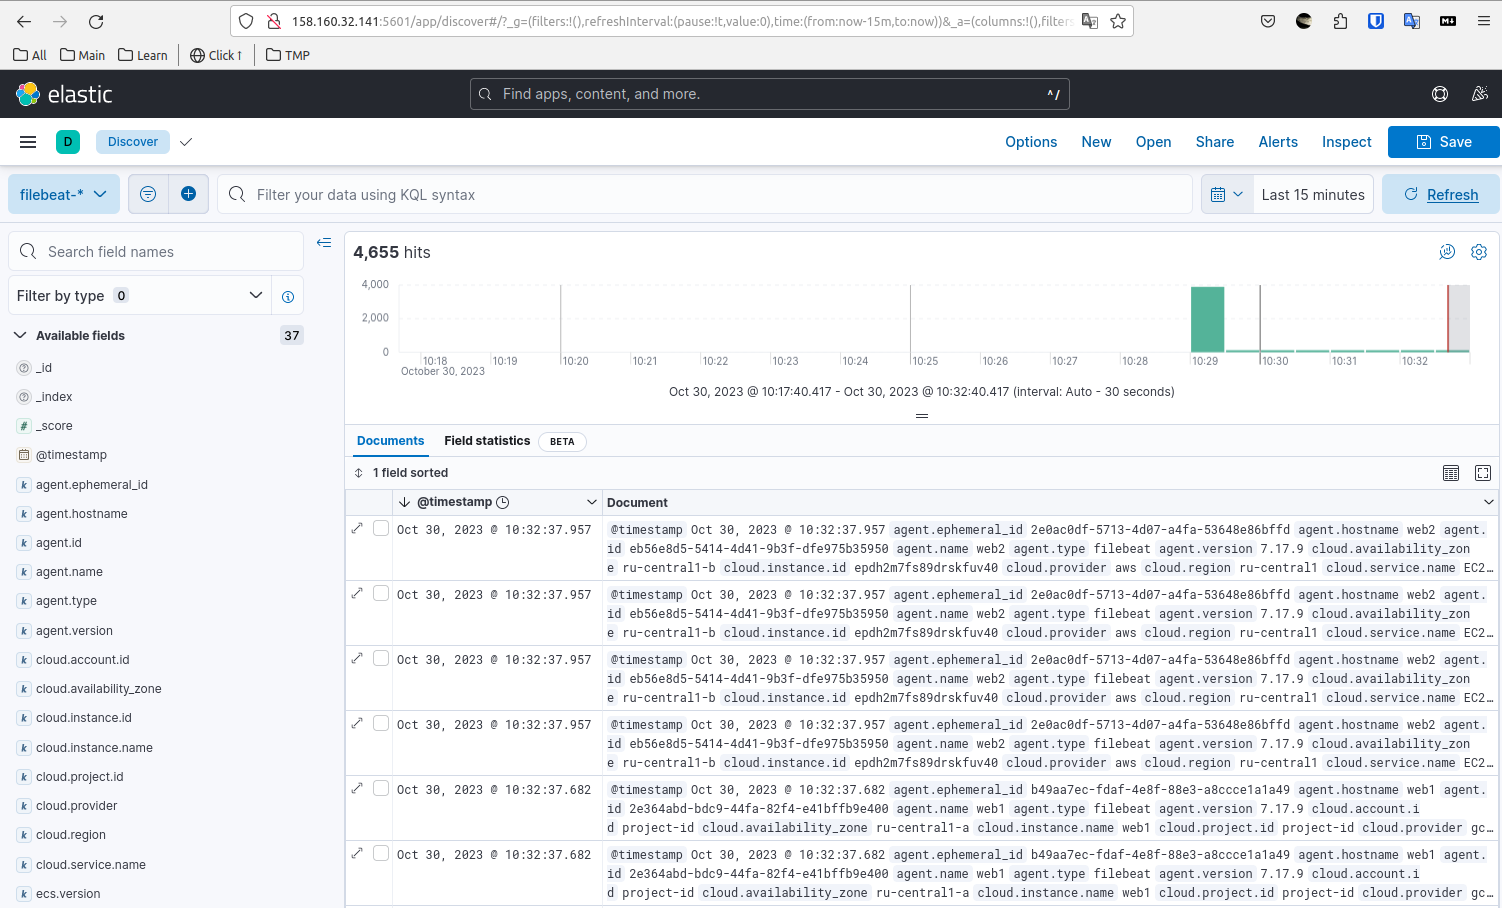 158.160.32.141:5601/app/discover#/?_g=(filters:!(),refreshInterval:(pause:!t,value:0),time:(from:now-15m,to:now))&_a=(columns:!(),filters
All Main Learn Click ! TMP
elastic
Find apps, content, and more. ^/
D Discover Options New Open Share Alerts Inspect Save
filebeat-* Filter your data using KQL syntax Last 15 minutes Refresh
Search field names
Filter by type 0
Available fields 37
_id
_index
_score
@timestamp
agent.ephemeral_id
agent.hostname
agent.id
agent.name
agent.type
agent.version
cloud.account.id
cloud.availability_zone
cloud.instance.id
cloud.instance.name
cloud.project.id
cloud.provider
cloud.region
cloud.service.name
ecs.version
4,655 hits
4,000
2,000
0
10:18 10:19 10:20 10:21 10:22 10:23 10:24 10:25 10:26 10:27 10:28 10:29 10:30 10:31 10:32
October 30, 2023
Oct 30, 2023 @ 10:17:40.417 - Oct 30, 2023 @ 10:32:40.417 (interval: Auto - 30 seconds)
Documents Field statistics BETA
1 field sorted
@timestamp Document
Oct 30, 2023 @ 10:32:37.957 @timestamp Oct 30, 2023 @ 10:32:37.957 agent.ephemeral_id 2e0ac0df-5713-4d07-a4fa-53648e86bffd agent.hostname web2 agent.
id eb56e8d5-5414-4d41-9b3f-dfe975b35950 agent.name web2 agent.type filebeat agent.version 7.17.9 cloud.availability_zon
e ru-central1-b cloud.instance.id epdh2m7fs89drskfuv40 cloud.provider aws cloud.region ru-central1 cloud.service.name EC2…
Oct 30, 2023 @ 10:32:37.957 @timestamp Oct 30, 2023 @ 10:32:37.957 agent.ephemeral_id 2e0ac0df-5713-4d07-a4fa-53648e86bffd agent.hostname web2 agent.
id eb56e8d5-5414-4d41-9b3f-dfe975b35950 agent.name web2 agent.type filebeat agent.version 7.17.9 cloud.availability_zon
e ru-central1-b cloud.instance.id epdh2m7fs89drskfuv40 cloud.provider aws cloud.region ru-central1 cloud.service.name EC2…
Oct 30, 2023 @ 10:32:37.957 @timestamp Oct 30, 2023 @ 10:32:37.957 agent.ephemeral_id 2e0ac0df-5713-4d07-a4fa-53648e86bffd agent.hostname web2 agent.
id eb56e8d5-5414-4d41-9b3f-dfe975b35950 agent.name web2 agent.type filebeat agent.version 7.17.9 cloud.availability_zon
e ru-central1-b cloud.instance.id epdh2m7fs89drskfuv40 cloud.provider aws cloud.region ru-central1 cloud.service.name EC2…
Oct 30, 2023 @ 10:32:37.957 @timestamp Oct 30, 2023 @ 10:32:37.957 agent.ephemeral_id 2e0ac0df-5713-4d07-a4fa-53648e86bffd agent.hostname web2 agent.
id eb56e8d5-5414-4d41-9b3f-dfe975b35950 agent.name web2 agent.type filebeat agent.version 7.17.9 cloud.availability_zon
e ru-central1-b cloud.instance.id epdh2m7fs89drskfuv40 cloud.provider aws cloud.region ru-central1 cloud.service.name EC2…
Oct 30, 2023 @ 10:32:37.682 @timestamp Oct 30, 2023 @ 10:32:37.682 agent.ephemeral_id b49aa7ec-fdaf-4e8f-88e3-a8ccce1a1a49 agent.hostname web1 agent.
id 2e364abd-bdc9-44fa-82f4-e41bffb9e400 agent.name web1 agent.type filebeat agent.version 7.17.9 cloud.account.i
d project-id cloud.availability_zone ru-central1-a cloud.instance.name web1 cloud.project.id project-id cloud.provider gc…
Oct 30, 2023 @ 10:32:37.682 @timestamp Oct 30, 2023 @ 10:32:37.682 agent.ephemeral_id b49aa7ec-fdaf-4e8f-88e3-a8ccce1a1a49 agent.hostname web1 agent.
id 2e364abd-bdc9-44fa-82f4-e41bffb9e400 agent.name web1 agent.type filebeat agent.version 7.17.9 cloud.account.i
d project-id cloud.availability_zone ru-central1-a cloud.instance.name web1 cloud.project.id project-id cloud.provider gc…